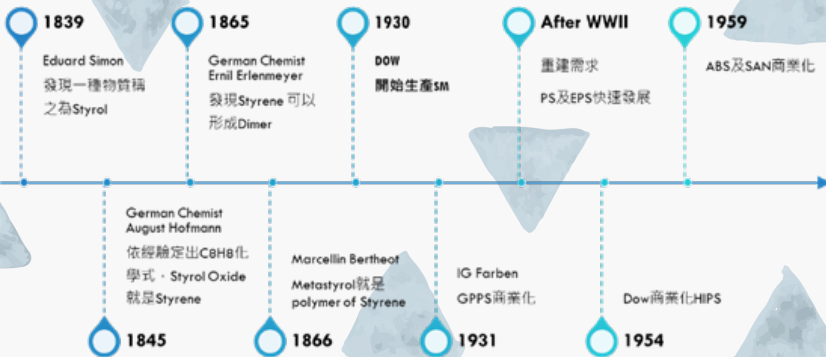 1839
Eduard Simon
發現一種物質稱
之為Styrol
1865
German Chemist
Ernil Erlenmeyer
發現Styrene 可以
形成Dimer
1930
DOW
開始生產SM
After WWII
重建需求
PS及EPS快速發展
1959
ABS及SAN商業化
German Chemist
August Hofmann
依經驗定出C8H8化
學式，Styrol Oxide
就是Styrene
1845
Marcellin Bertheot
Metastyrol就是
polymer of Styrene
1866
IG Farben
GPPS商業化
1931
Dow商業化HIPS
1954